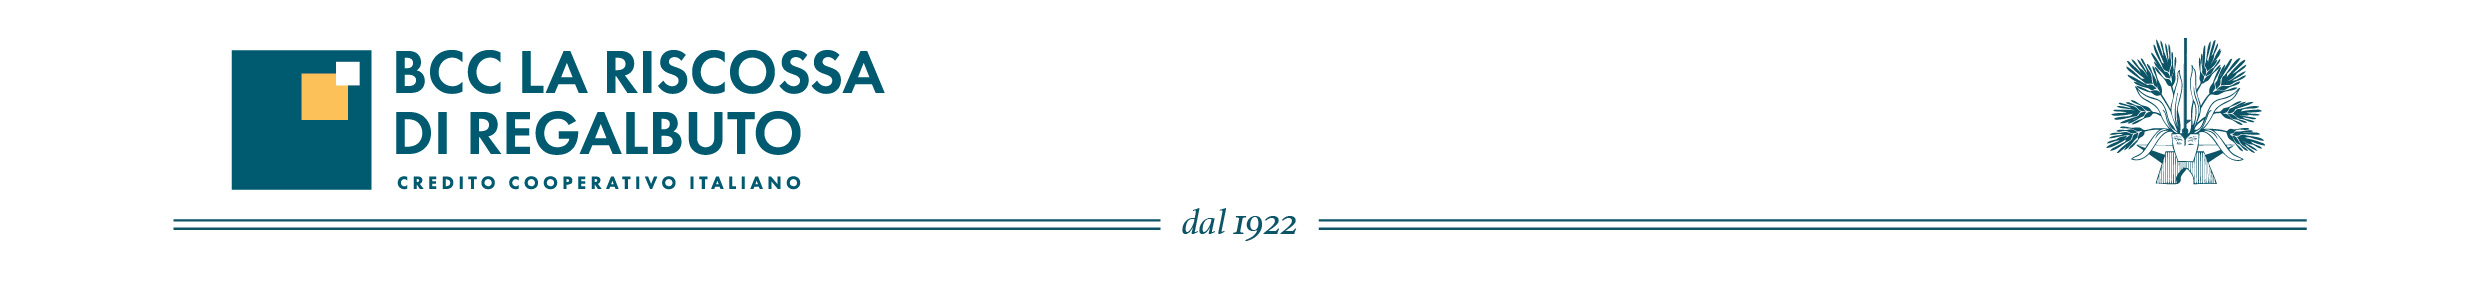 BCC LA RISCOSSA
DI REGALBUTO
CREDITO COOPERATIVO ITALIANO
dal 1922